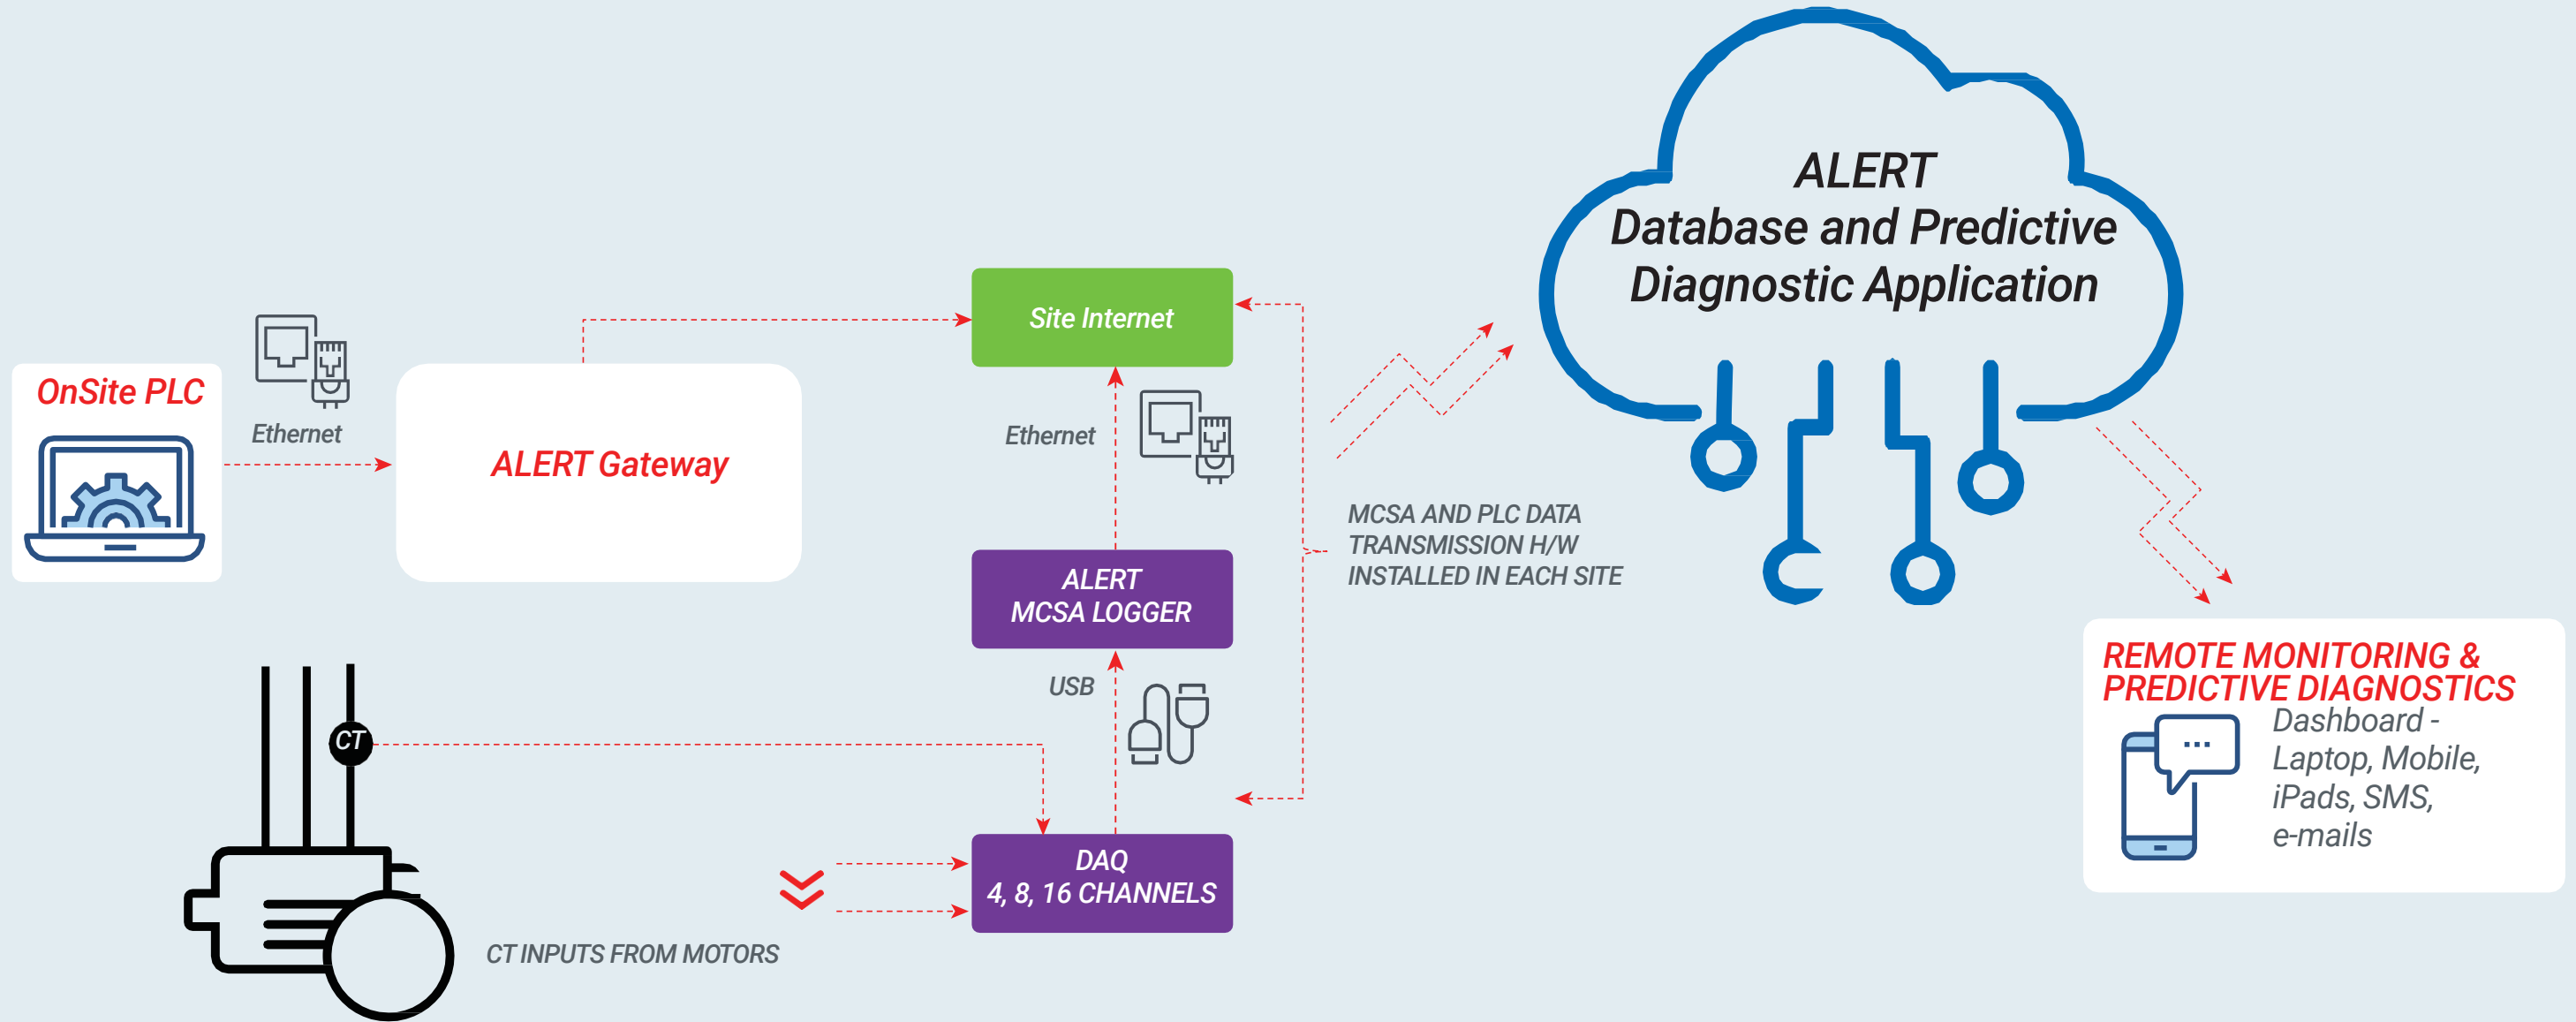 ALERT
Database and Predictive
Diagnostic Application
Site Internet
OnSite PLC
Ethernet
ALERT Gateway
Ethernet
MCSA AND PLC DATA
TRANSMISSION H/W
INSTALLED IN EACH SITE
ALERT
MCSA LOGGER
USB
CT
REMOTE MONITORING &
PREDICTIVE DIAGNOSTICS
Dashboard -
Laptop, Mobile,
iPads, SMS,
e-mails
DAQ
4, 8, 16 CHANNELS
CT INPUTS FROM MOTORS